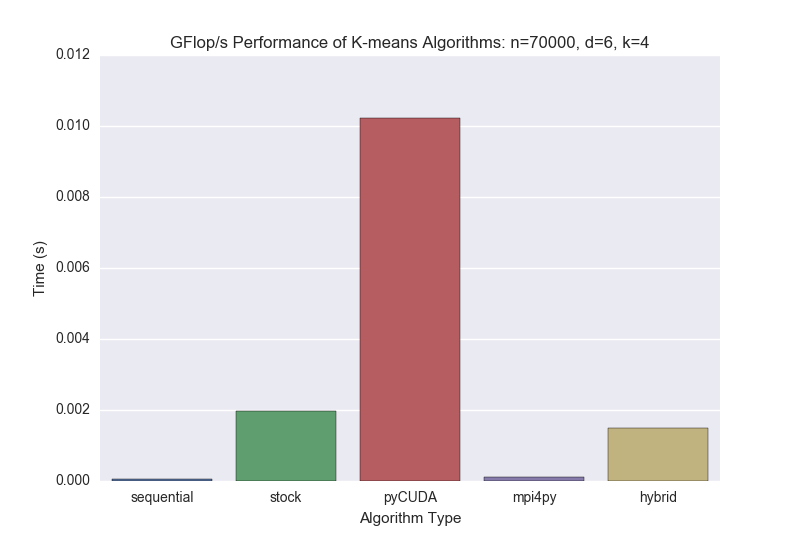 GFlop/s Performance of K-means Algorithms: n=70000, d=6, k=4
0.012
0.010
0.008
0.006
0.004
0.002
0.000
Time (s)
sequential stock pyCUDA mpi4py hybrid
Algorithm Type